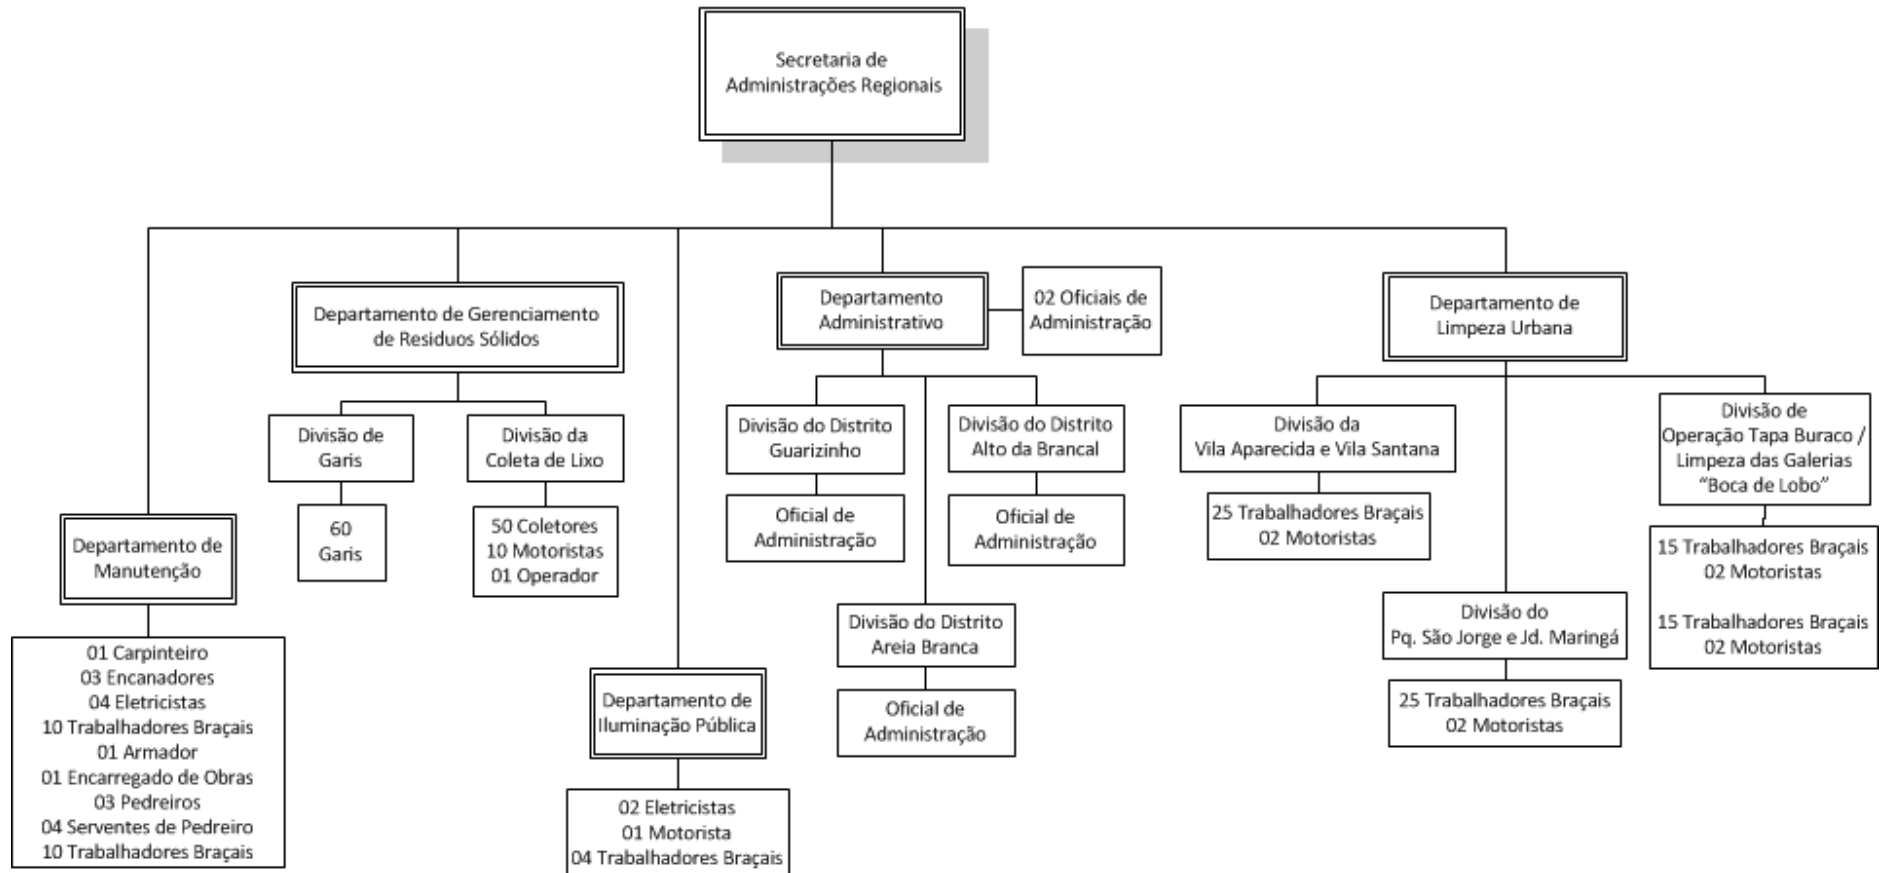 Secretaria de
Administrações Regionais
Departamento de Gerenciamento
de Residuos Sólidos
Departamento
Administrativo
02 Oficiais de
Administração
Departamento de
Limpeza Urbana
Divisão de
Garis
Divisão da
Coleta de Lixo
Divisão do Distrito
Guarizinho
Divisão do Distrito
Alto da Brancal
Divisão da
Vila Aparecida e Vila Santana
Divisão de
Operação Tapa Buraco /
Limpeza das Galerias
“Boca de Lobo”
60
Garis
50 Coletores
10 Motoristas
01 Operador
Oficial de
Administração
Oficial de
Administração
25 Trabalhadores Braçais
02 Motoristas
15 Trabalhadores Braçais
02 Motoristas
15 Trabalhadores Braçais
02 Motoristas
Departamento de
Manutenção
Divisão do Distrito
Areia Branca
Divisão do
Pq. São Jorge e Jd. Maringá
01 Carpinteiro
03 Encanadores
04 Eletricistas
10 Trabalhadores Braçais
01 Armador
01 Encarregado de Obras
03 Pedreiros
04 Serventes de Pedreiro
10 Trabalhadores Braçais
Departamento de
Iluminação Pública
Oficial de
Administração
25 Trabalhadores Braçais
02 Motoristas
02 Eletricistas
01 Motorista
04 Trabalhadores Braçais